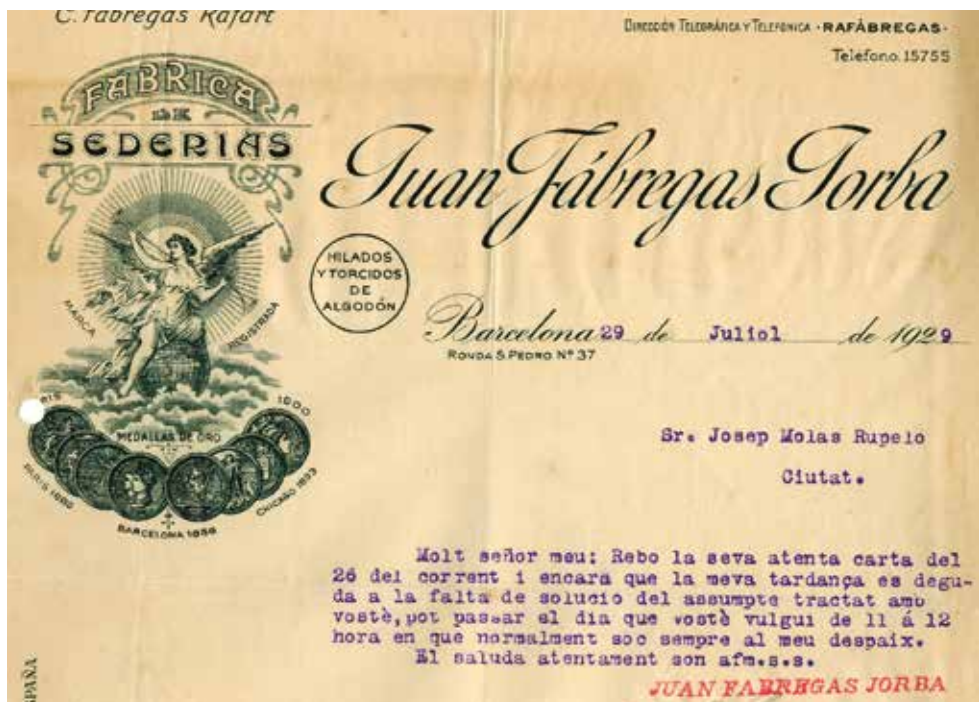 C. Fábregas Rafart
DIRECCIÓN TELEGRÁFICA Y TELEFÓNICA - RAFÁBREGAS -
Teléfono. 15755
FABRICA
DE
SEDERIAS
Juan Fábregas Jorba
HILADOS
Y TORCIDOS
DE
ALGODÓN
MARCA REGISTRADA
Barcelona 29 de Juliol de 1929
RONDA S. PEDRO Nº 37
1900
MEDALLAS DE ORO
CHICAGO 1893
Sr. Josep Molas Rupelo
Ciutat.
Molt señor meu: Rebo la seva atenta carta del
26 del corrent i encara que la meva tardança es degu-
da a la falta de solucio del assumpte tractat amb
vostè, pot passar el dia que vostè vulgui de 11 á 12
hora en que normalment soc sempre al meu despaix.
El saluda atentament son afm.s.s.
JUAN FABREGAS JORBA